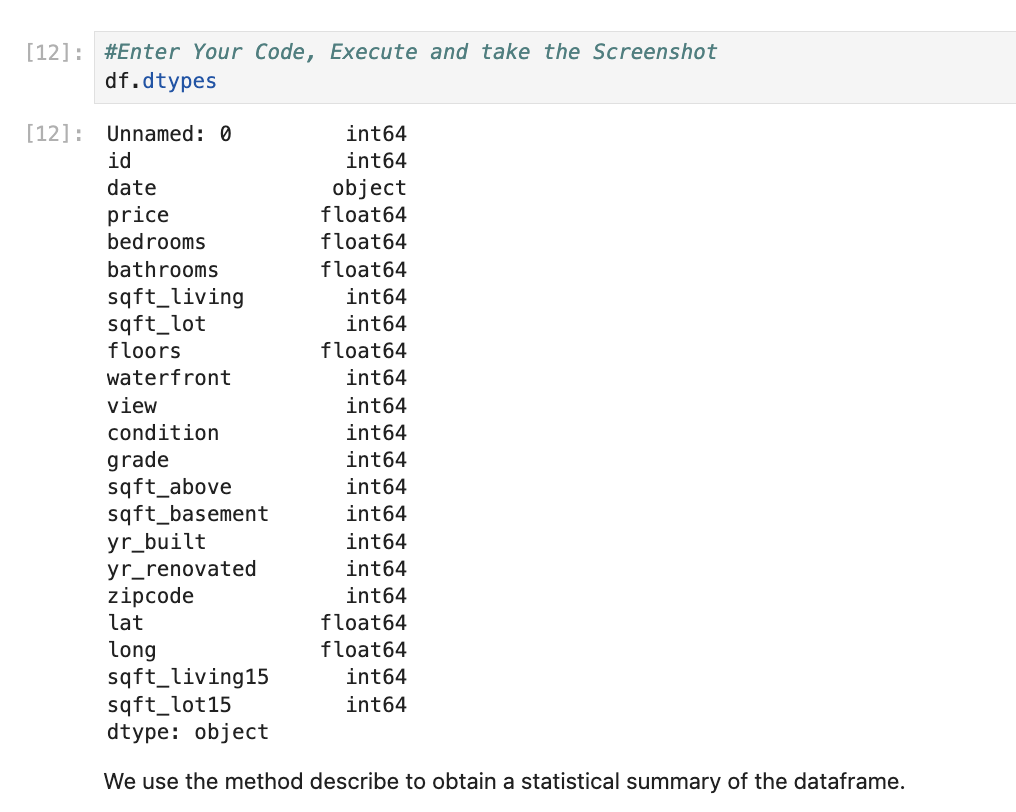 [12]: #Enter Your Code, Execute and take the Screenshot
df.dtypes
[12]: Unnamed: 0 int64
id int64
date object
price float64
bedrooms float64
bathrooms float64
sqft_living int64
sqft_lot int64
floors float64
waterfront int64
view int64
condition int64
grade int64
sqft_above int64
sqft_basement int64
yr_built int64
yr_renovated int64
zipcode int64
lat float64
long float64
sqft_living15 int64
sqft_lot15 int64
dtype: object
We use the method describe to obtain a statistical summary of the dataframe.